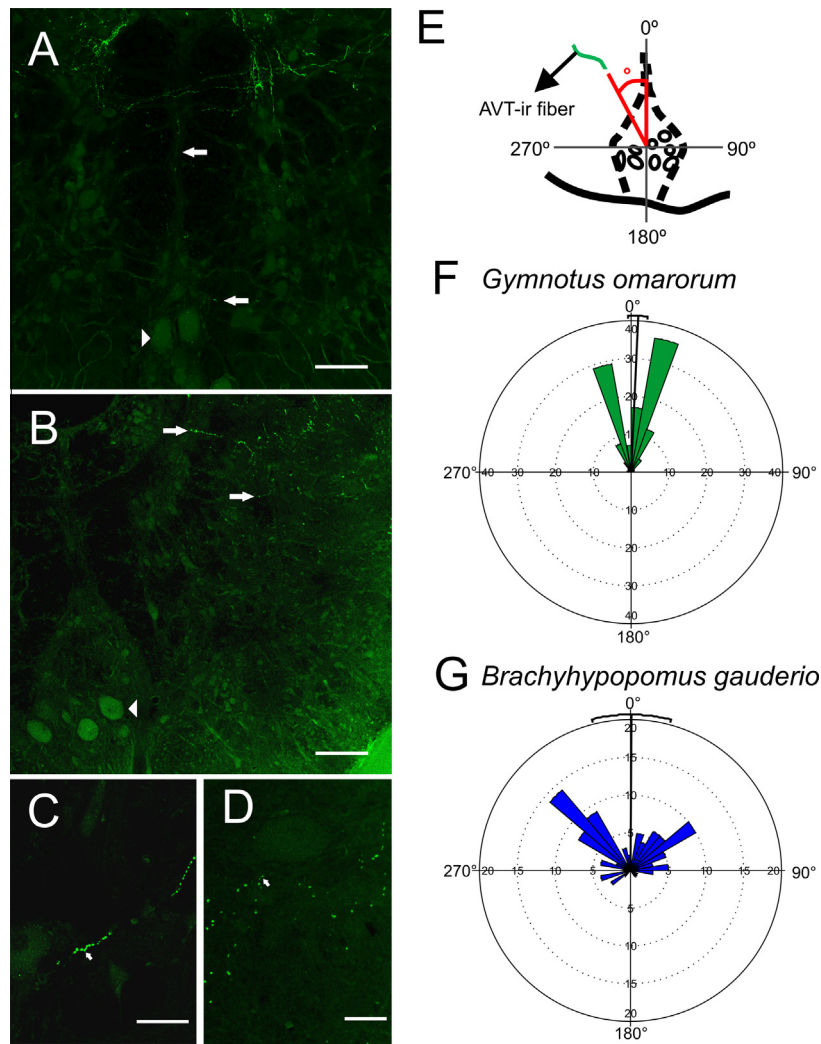 A
B
C
D
E
0º
AVT-ir fiber
º
270º
90º
180º
F Gymnotus omarorum
0°
40
30
20
10
270°
40 30 20 10 10 20 30 40
90°
10
20
30
40
180°
G Brachyhypopomus gauderio
0°
20
15
10
5
270°
20 15 10 5 5 10 15 20
90°
5
10
15
20
180°